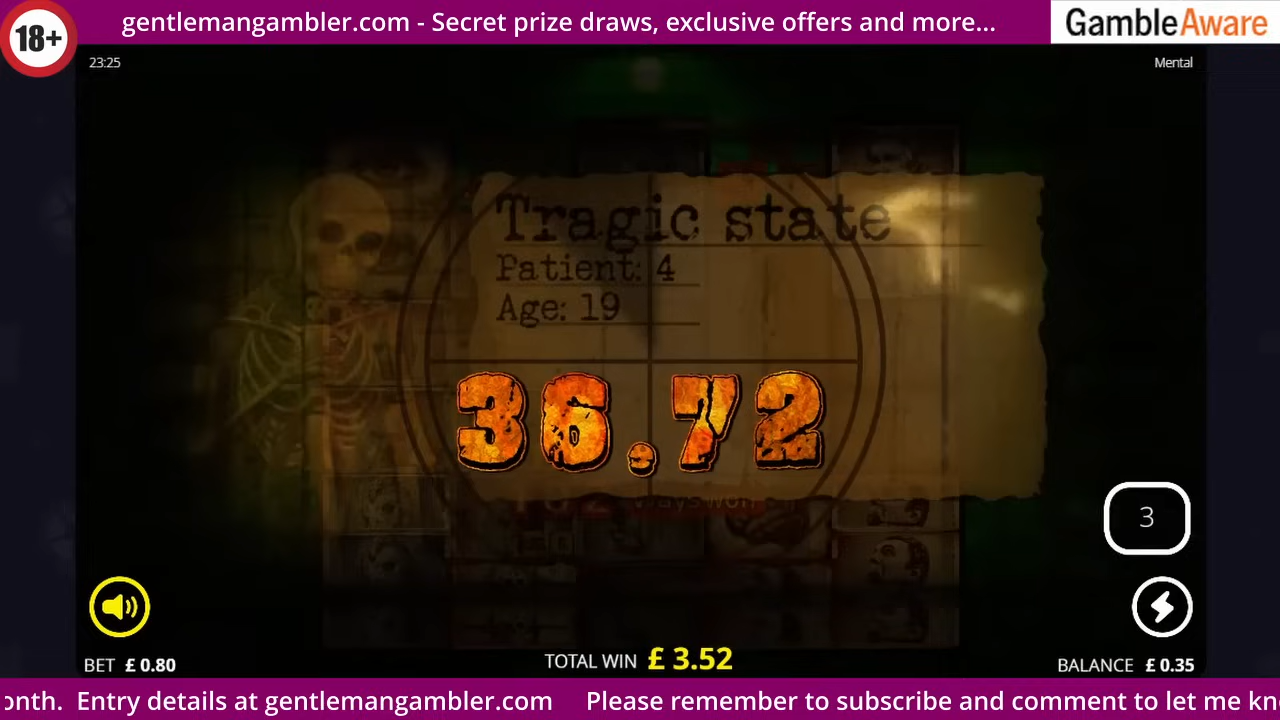 18+
gentlemangambler.com - Secret prize draws, exclusive offers and more...
GambleAware
23:25
Mental
Tragic state
Patient: 4
Age: 19
36.72
ways won
3
BET £ 0.80
TOTAL WIN £ 3.52
BALANCE £ 0.35
onth. Entry details at gentlemangambler.com Please remember to subscribe and comment to let me kn